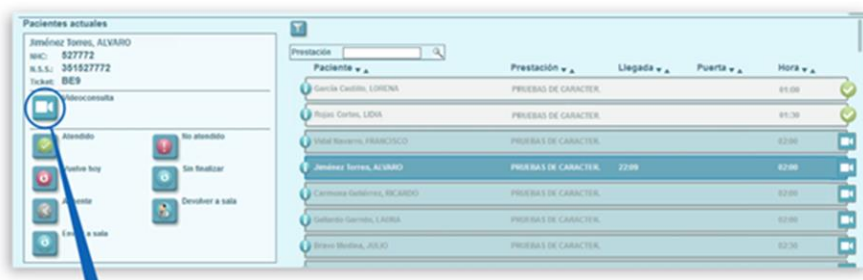 Pacientes actuales
Jiménez Torres, ALVARO
NHC: 527772
N.S.S.: 351527772
Ticket: BE9
Videoconsulta
Atendido
No atendido
Vuelve hoy
Sin finalizar
Devolver a sala
a sala
Prestación
Paciente Prestación Llegada Puerta Hora
García Castillo, LORENA PRUEBAS DE CARACTER. 01:00
Rojas Cortes, LIDIA PRUEBAS DE CARACTER. 01:30
Vidal Navarro, FRANCISCO PRUEBAS DE CARACTER. 02:00
Jiménez Torres, ALVARO PRUEBAS DE CARACTER. 22:09 02:00
Carmona Gutiérrez, RICARDO PRUEBAS DE CARACTER. 02:00
Gallardo Garrido, LAURA PRUEBAS DE CARACTER. 02:00
Bravo Medina, JULIO PRUEBAS DE CARACTER. 02:30